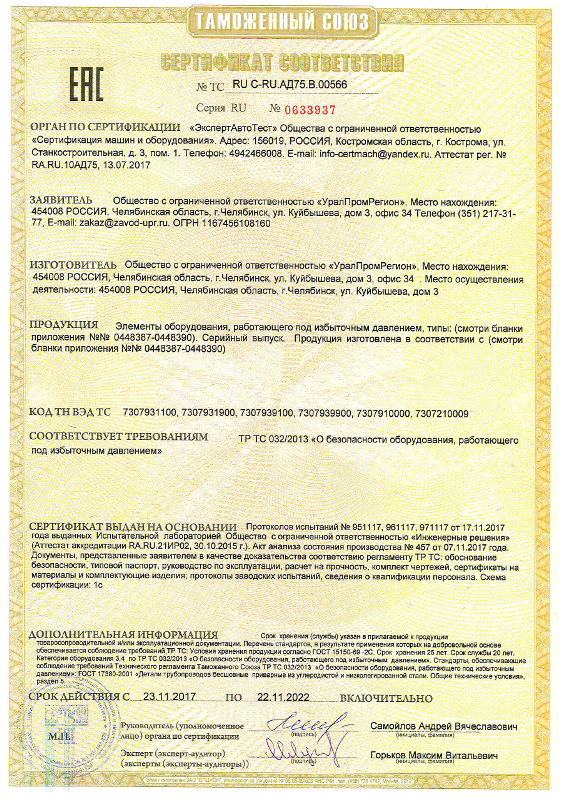 ТАМОЖЕННЫЙ СОЮЗ
EAC
СЕРТИФИКАТ СООТВЕТСТВИЯ
№ ТС RU C-RU.АД75.В.00566
Серия RU № 0633937
ОРГАН ПО СЕРТИФИКАЦИИ «ЭкспертАвтоТест» Общества с ограниченной ответственностью
«Сертификация машин и оборудования». Адрес: 156019, РОССИЯ, Костромская область, г. Кострома, ул.
Станкостроительная, д. 3, пом. 1. Телефон: 4942466008. E-mail: info-certmach@yandex.ru. Аттестат рег. №
RA.RU.10АД75, 13.07.2017
ЗАЯВИТЕЛЬ Общество с ограниченной ответственностью «УралПромРегион». Место нахождения:
454008 РОССИЯ, Челябинская область, г.Челябинск, ул. Куйбышева, дом 3, офис 34 Телефон (351) 217-31-
77, E-mail: zakaz@zavod-upr.ru. ОГРН 1167456108160
ИЗГОТОВИТЕЛЬ Общество с ограниченной ответственностью «УралПромРегион». Место нахождения:
454008 РОССИЯ, Челябинская область, г.Челябинск, ул. Куйбышева, дом 3, офис 34 . Место осуществления
деятельности: 454008 РОССИЯ, Челябинская область, г.Челябинск, ул. Куйбышева, дом 3
ПРОДУКЦИЯ Элементы оборудования, работающего под избыточным давлением, типы: (смотри бланки
приложения №№ 0448387-0448390). Серийный выпуск. Продукция изготовлена в соответствии с (смотри
бланки приложения №№ 0448387-0448390)
КОД ТН ВЭД ТС 7307931100, 7307931900, 7307939100, 7307939900, 7307910000, 7307210009
СООТВЕТСТВУЕТ ТРЕБОВАНИЯМ ТР ТС 032/2013 «О безопасности оборудования, работающего
под избыточным давлением»
СЕРТИФИКАТ ВЫДАН НА ОСНОВАНИИ Протоколов испытаний № 951117, 961117, 971117 от 17.11.2017
года выданных Испытательной лабораторией Общество с ограниченной ответственностью «Инженерные решения»
(Аттестат аккредитации RA.RU.21ИР02, 30.10.2015 г.). Акт анализа состояния производства № 457 от 07.11.2017 года.
Документы, представленные заявителем в качестве доказательства соответствию регламенту ТР ТС: обоснование
безопасности, типовой паспорт, руководство по эксплуатации, расчет на прочность, комплект чертежей, сертификаты на
материалы и комплектующие изделия; протоколы заводских испытаний, сведения о квалификации персонала. Схема
сертификации: 1с
ДОПОЛНИТЕЛЬНАЯ ИНФОРМАЦИЯ Срок хранения (службы) указан в прилагаемой к продукции
товаросопроводительной и/или эксплуатационной документации. Перечень стандартов, в результате применения которых на добровольной основе
обеспечивается соблюдение требований ТР ТС: Условия хранения продукции согласно ГОСТ 15150-69 -2С. Срок хранения 25 лет. Срок службы 20 лет.
Категория оборудования 3,4 по ТР ТС 032/2013 «О безопасности оборудования, работающего под избыточным давлением». Стандарты, обеспечивающие
соблюдение требований Технического регламента Таможенного Союза ТР ТС 032/2013 «О безопасности оборудования, работающего под избыточным
давлением»: ГОСТ 17380-2001 «Детали трубопроводов бесшовные приварные из углеродистой и низколегированной стали. Общие технические условия»,
раздел 5
СРОК ДЕЙСТВИЯ С 23.11.2017 ПО 22.11.2022 ВКЛЮЧИТЕЛЬНО
М.П.
Руководитель (уполномоченное
лицо) органа по сертификации
(подпись)
Самойлов Андрей Вячеславович
(инициалы, фамилия)
Эксперт (эксперт-аудитор)
(эксперты (эксперты-аудиторы))
(подпись)
Горьков Максим Витальевич
(инициалы, фамилия)